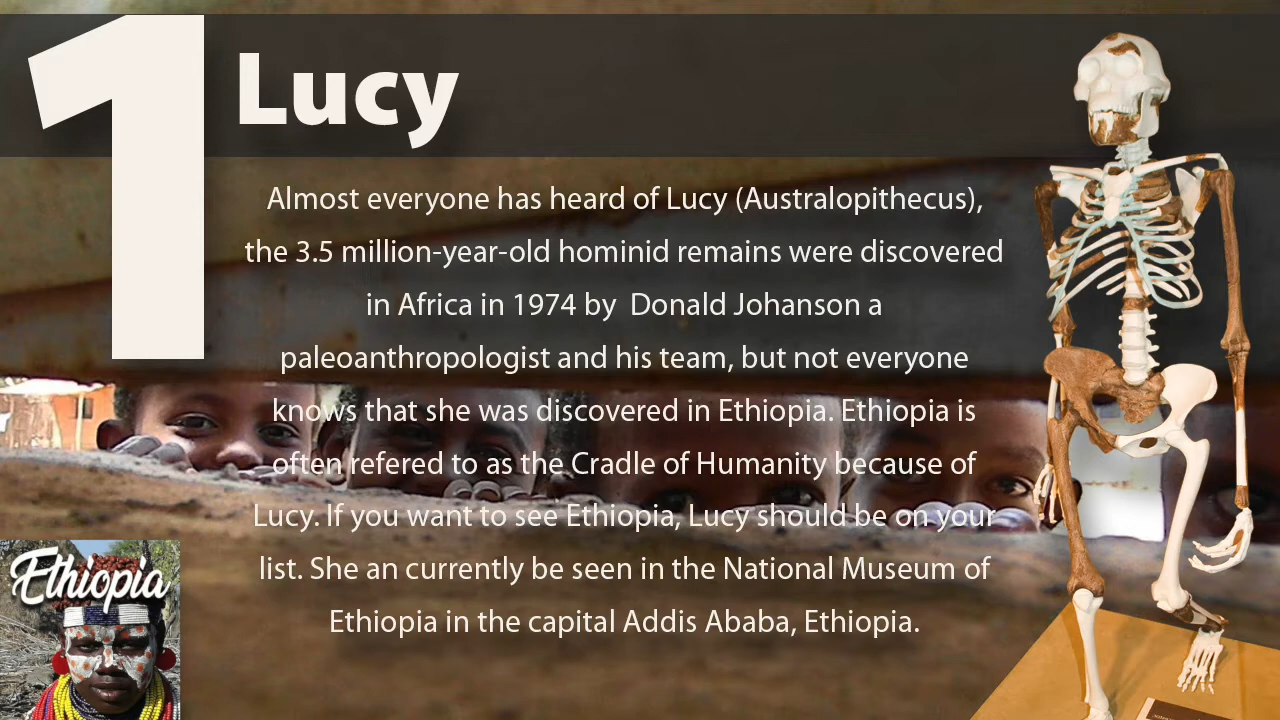 1
Lucy
Almost everyone has heard of Lucy (Australopithecus),
the 3.5 million-year-old hominid remains were discovered
in Africa in 1974 by  Donald Johanson a
paleoanthropologist and his team, but not everyone
knows that she was discovered in Ethiopia. Ethiopia is
often refered to as the Cradle of Humanity because of
Lucy. If you want to see Ethiopia, Lucy should be on your
list. She an currently be seen in the National Museum of
Ethiopia in the capital Addis Ababa, Ethiopia.
Ethiopia